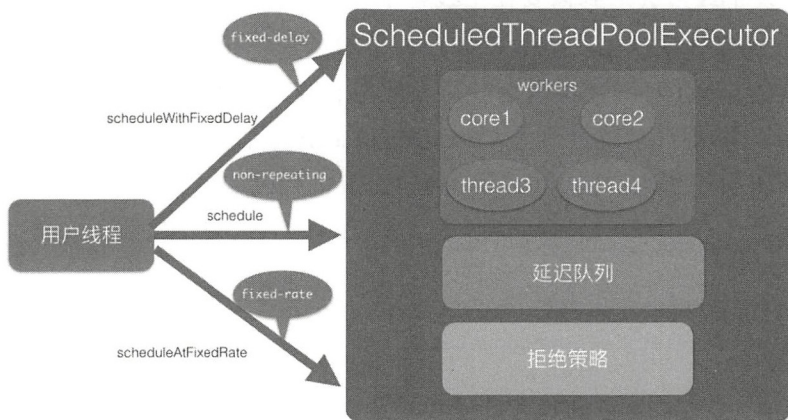 fixed-delay
ScheduledThreadPoolExecutor
workers
core1
core2
scheduleWithFixedDelay
non-repeating
thread3
thread4
schedule
用户线程
延迟队列
fixed-rate
scheduleAtFixedRate
拒绝策略